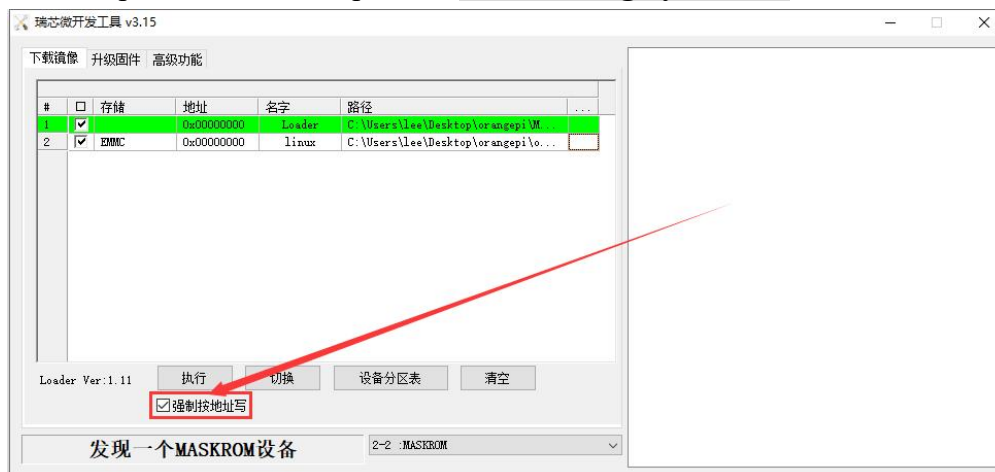 瑞芯微开发工具 v3.15
下载镜像 升级固件 高级功能
# 存储 地址 名字 路径 ...
1 0x00000000 Loader C:\Users\lee\Desktop\orangepi\M...
2 EMMC 0x00000000 linux C:\Users\lee\Desktop\orangepi\o...
Loader Ver:1.11 执行 切换 设备分区表 清空
强制按地址写
发现一个MASKROM设备 2-2 :MASKROM